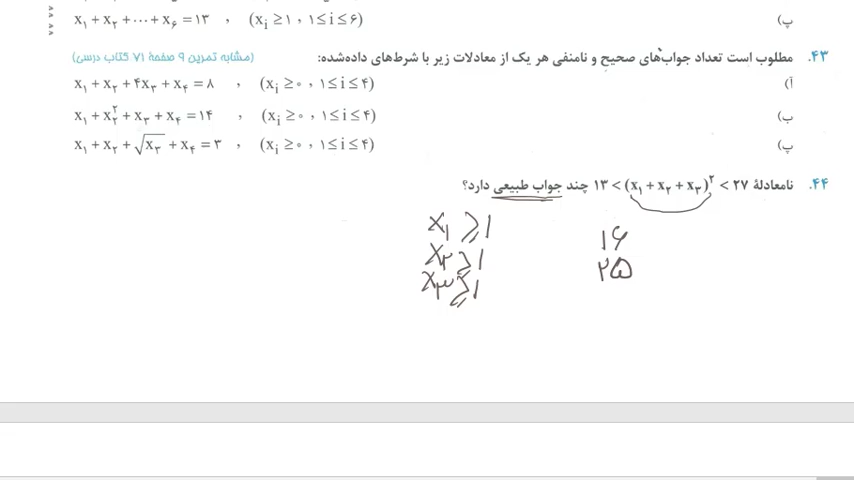 پ) x₁ + x₂ + ⋯ + x₆ = ۱۳ , (xᵢ ≥ ۱ , ۱ ≤ i ≤ ۶)
۴۳. مطلوب است تعداد جواب‌های صحیح و نامنفی هر یک از معادلات زیر با شرط‌های داده‌شده: (مشابه تمرین ۹ صفحهٔ ۷۱ کتاب درسی)
آ) x₁ + x₂ + ۴x₃ + x₄ = ۸ , (xᵢ ≥ ۰ , ۱ ≤ i ≤ ۴)
ب) x₁ + x₂² + x₃ + x₄ = ۱۴ , (xᵢ ≥ ۰ , ۱ ≤ i ≤ ۴)
پ) x₁ + x₂ + √x₃ + x₄ = ۳ , (xᵢ ≥ ۰ , ۱ ≤ i ≤ ۴)
۴۴. نامعادلهٔ ۱۳ < (x₁ + x₂ + x₃)² < ۲۷ چند جواب طبیعی دارد؟
x₁ ≥ ۱
x₂ ≥ ۱
x₃ ≥ ۱
۱۶
۲۵